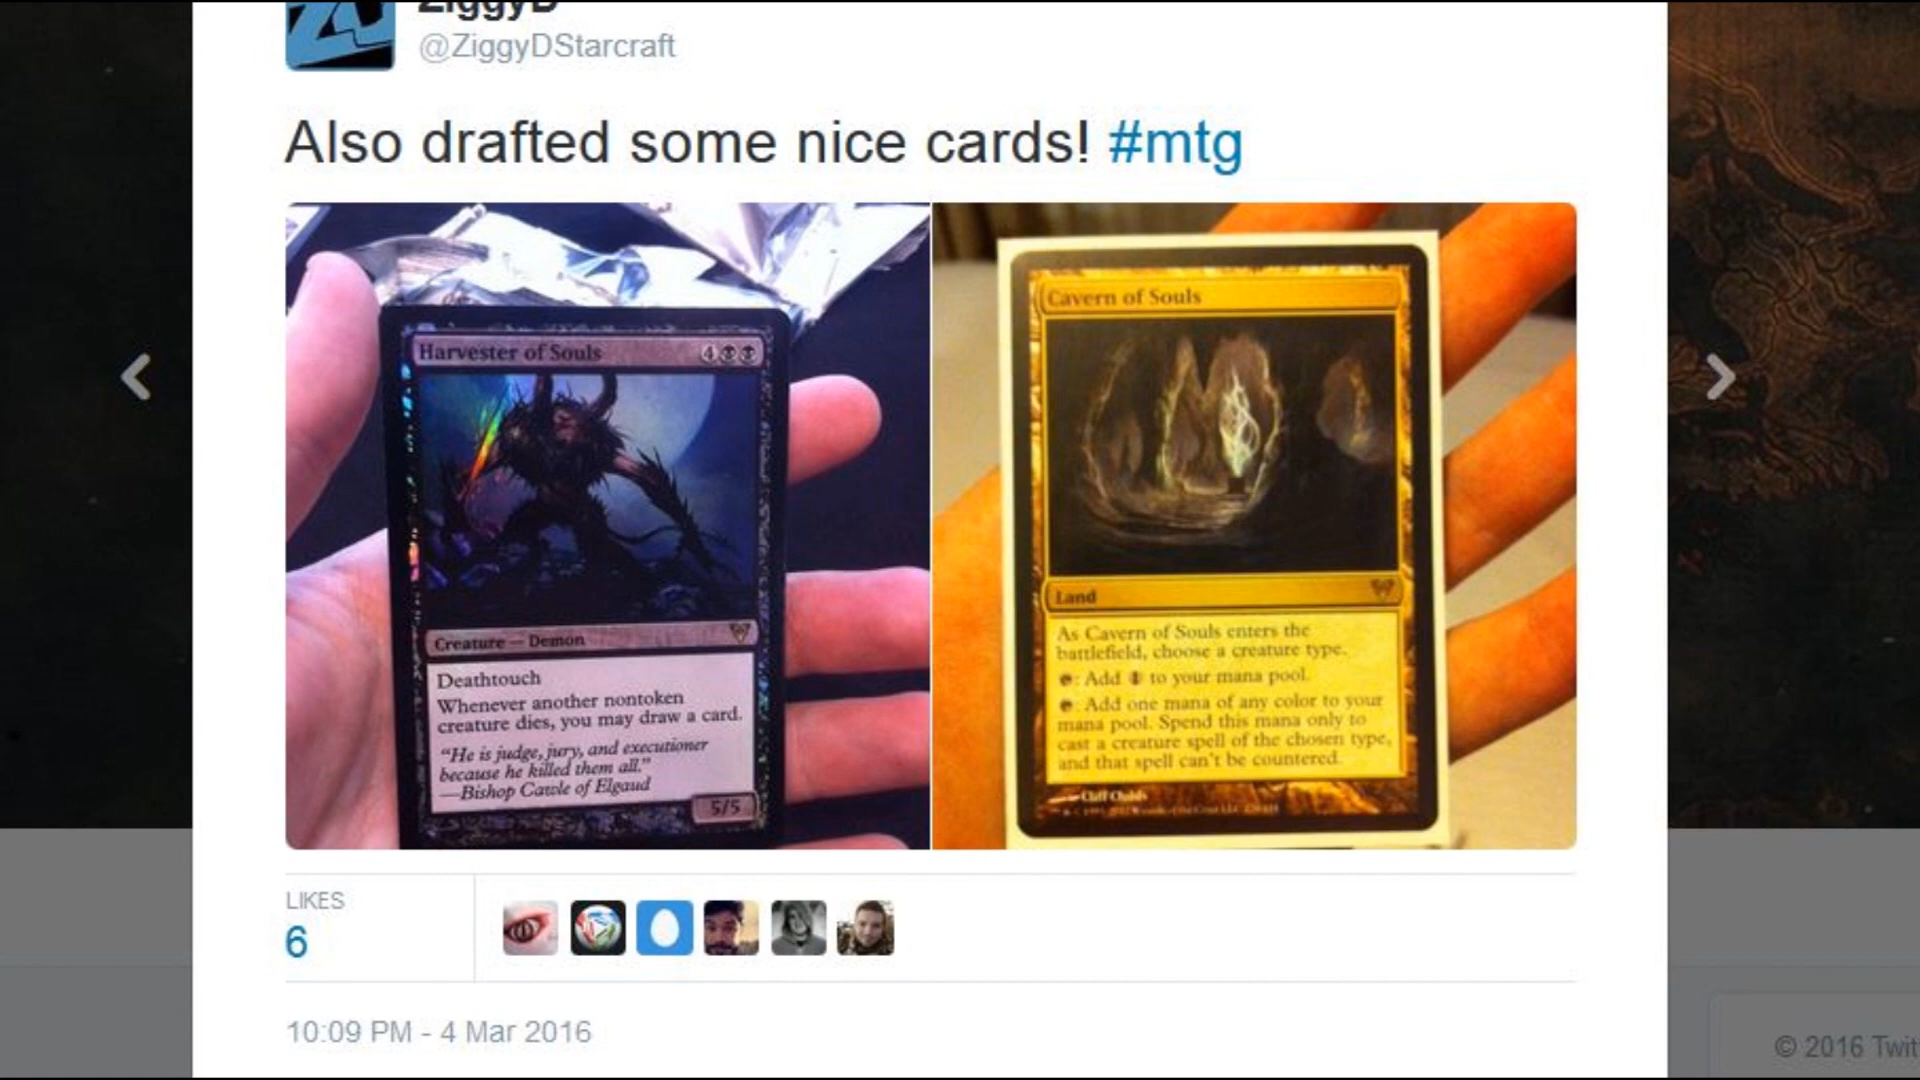 ZiggyD
@ZiggyDStarcraft
Also drafted some nice cards! #mtg
Harvester of Souls 4
Creature — Demon
Deathtouch
Whenever another nontoken
creature dies, you may draw a card.
"He is judge, jury, and executioner
because he killed them all."
—Bishop Cawle of Elgaud
5/5
Cavern of Souls
Land
As Cavern of Souls enters the
battlefield, choose a creature type.
: Add 1 to your mana pool.
: Add one mana of any color to your
mana pool. Spend this mana only to
cast a creature spell of the chosen type,
and that spell can't be countered.
Cliff Childs
LIKES
6
10:09 PM - 4 Mar 2016
© 2016 Twit